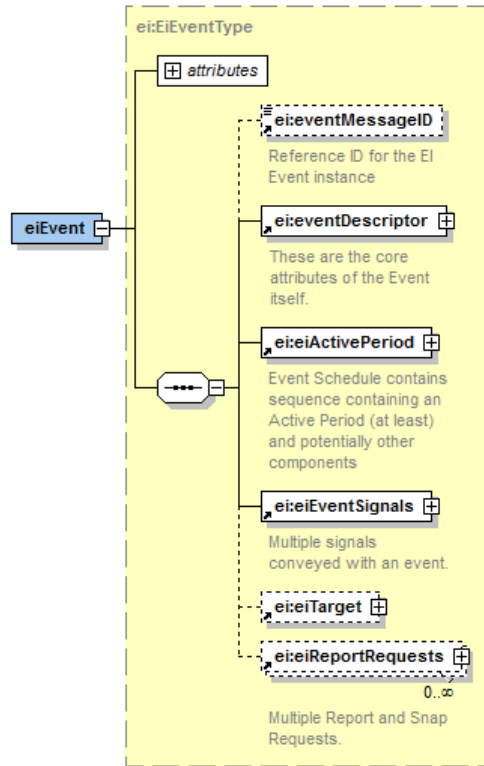 ei:EiEventType
attributes
ei:eventMessageID
Reference ID for the EI
Event instance
eiEvent
ei:eventDescriptor
These are the core
attributes of the Event
itself.
ei:eiActivePeriod
Event Schedule contains
sequence containing an
Active Period (at least)
and potentially other
components
ei:eiEventSignals
Multiple signals
conveyed with an event.
ei:eiTarget
ei:eiReportRequests
0..∞
Multiple Report and Snap
Requests.